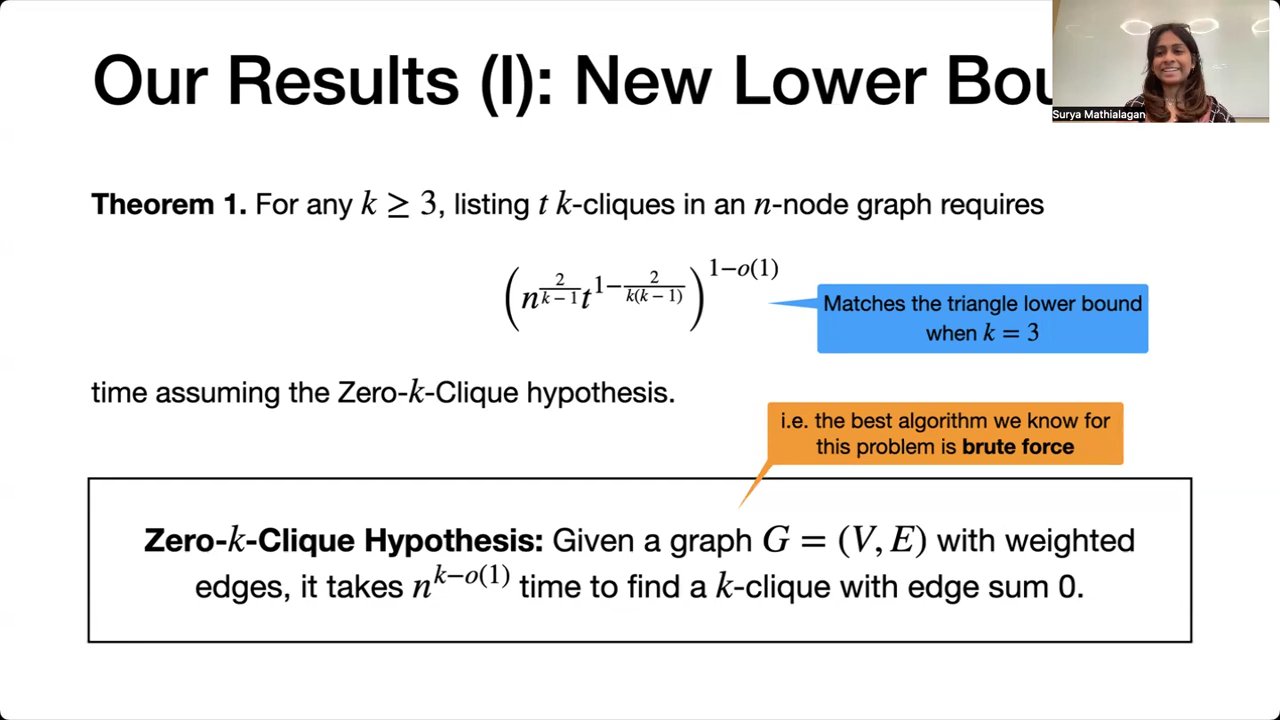 Our Results (I): New Lower Bou
Surya Mathialagan
Theorem 1. For any k ≥ 3, listing t k-cliques in an n-node graph requires
(n^{\frac{2}{k-1}} t^{1-\frac{2}{k(k-1)}})^{1-o(1)}
Matches the triangle lower bound
when k = 3
time assuming the Zero-k-Clique hypothesis.
i.e. the best algorithm we know for
this problem is brute force
Zero-k-Clique Hypothesis: Given a graph G = (V, E) with weighted
edges, it takes n^{k-o(1)} time to find a k-clique with edge sum 0.